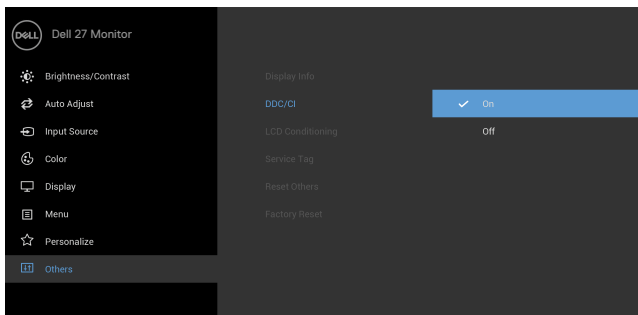 DELL
Dell 27 Monitor
Brightness/Contrast
Auto Adjust
Input Source
Color
Display
Menu
Personalize
Others
Display Info
DDC/CI
LCD Conditioning
Service Tag
Reset Others
Factory Reset
On
Off